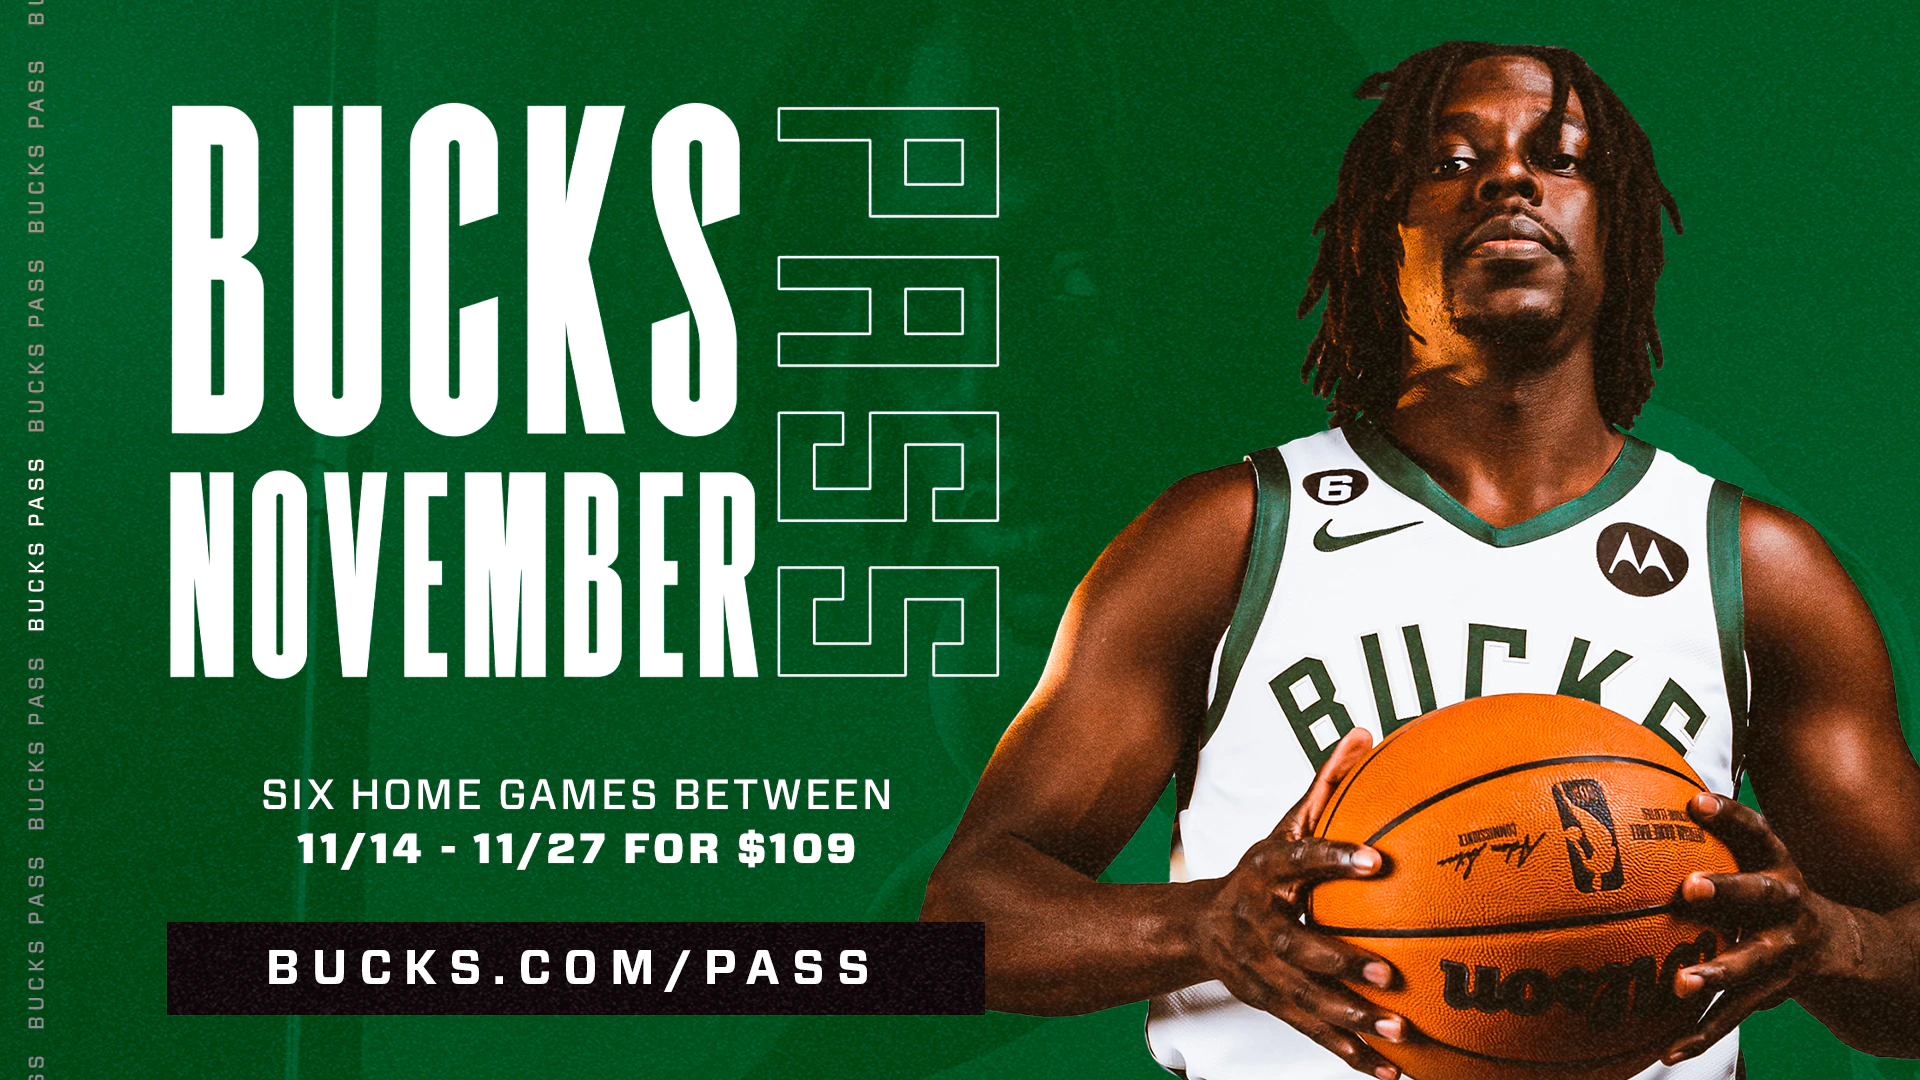 BUCKS
NOVEMBER
PASS
SIX HOME GAMES BETWEEN
11/14 - 11/27 FOR $109
BUCKS.COM/PASS
BUCKS PASS BUCKS PASS BUCKS PASS BUCKS PASS BUCKS PASS
6
BUCKS
Wilson